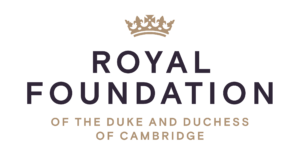 ROYAL
FOUNDATION
OF THE DUKE AND DUCHESS
OF CAMBRIDGE